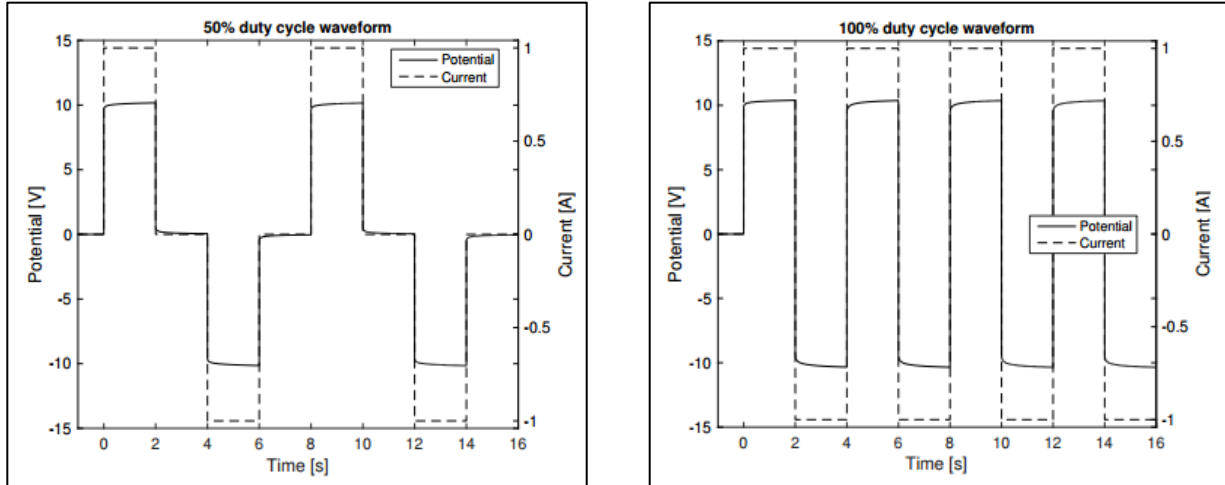 50% duty cycle waveform
15
10
5
0
-5
-10
-15
Potential [V]
1
0.5
0
-0.5
-1
Current [A]
Potential
Current
0 2 4 6 8 10 12 14 16
Time [s]
100% duty cycle waveform
15
10
5
0
-5
-10
-15
Potential [V]
1
0.5
0
-0.5
-1
Current [A]
Potential
Current
0 2 4 6 8 10 12 14 16
Time [s]